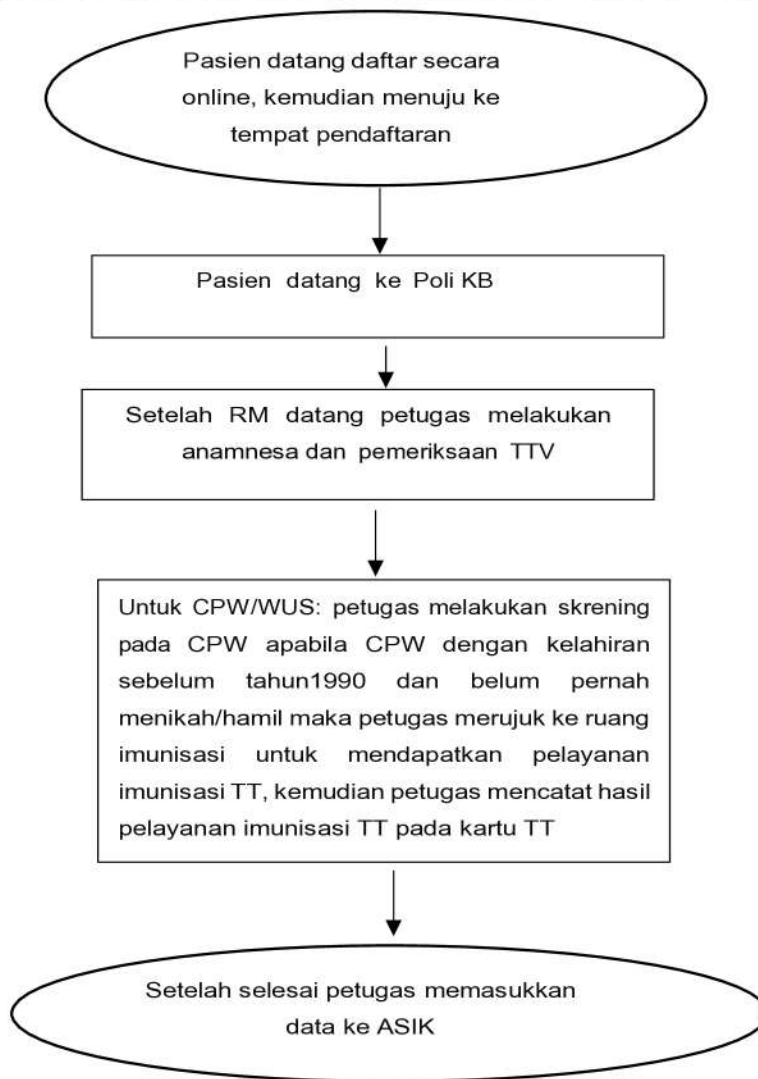 Pasien datang daftar secara
online, kemudian menuju ke
tempat pendaftaran
Pasien datang ke Poli KB
Setelah RM datang petugas melakukan
anamnesa dan pemeriksaan TTV
Untuk CPW/WUS: petugas melakukan skrening
pada CPW apabila CPW dengan kelahiran
sebelum tahun1990 dan belum pernah
menikah/hamil maka petugas merujuk ke ruang
imunisasi untuk mendapatkan pelayanan
imunisasi TT, kemudian petugas mencatat hasil
pelayanan imunisasi TT pada kartu TT
Setelah selesai petugas memasukkan
data ke ASIK